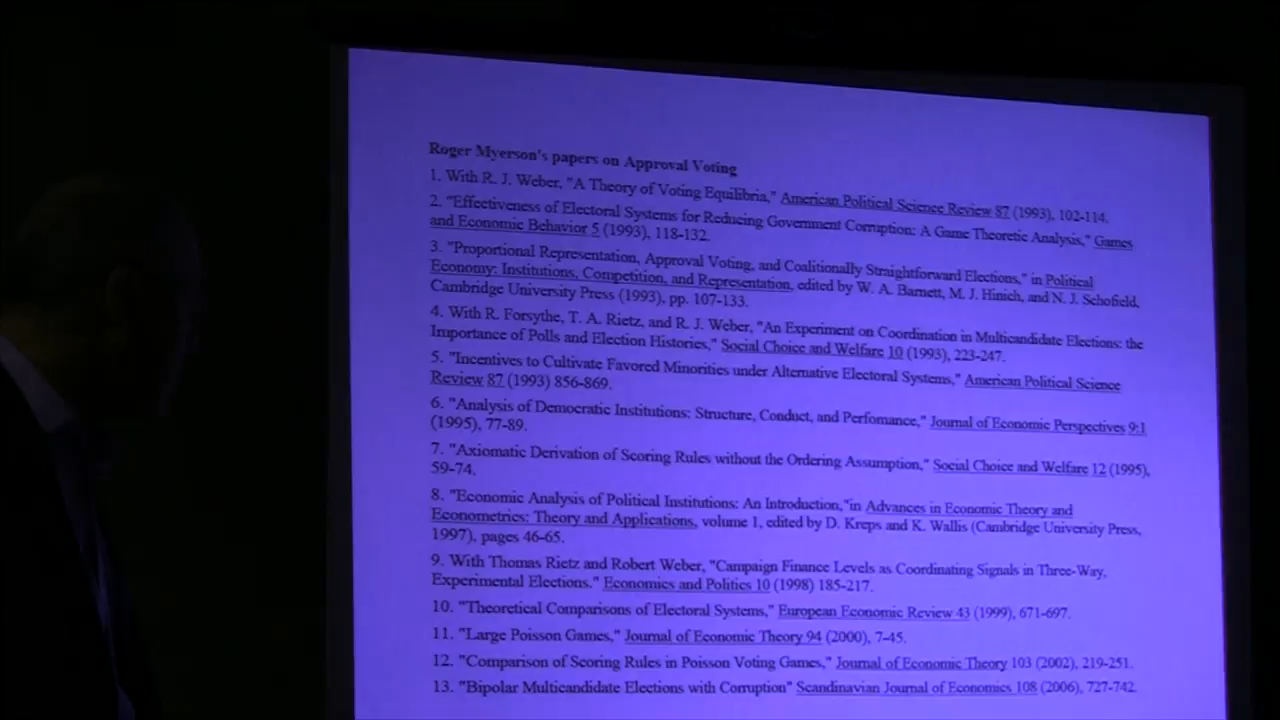 Roger Myerson's papers on Approval Voting
1. With R. J. Weber, "A Theory of Voting Equilibria," American Political Science Review 87 (1993), 102-114.
2. "Effectiveness of Electoral Systems for Reducing Government Corruption: A Game Theoretic Analysis," Games
and Economic Behavior 5 (1993), 118-132.
3. "Proportional Representation, Approval Voting, and Coalitionally Straightforward Elections," in Political
Economy: Institutions, Competition, and Representation, edited by W. A. Barnett, M. J. Hinich, and N. J. Schofield,
Cambridge University Press (1993), pp. 107-133.
4. With R. Forsythe, T. A. Rietz, and R. J. Weber, "An Experiment on Coordination in Multicandidate Elections: the
Importance of Polls and Election Histories," Social Choice and Welfare 10 (1993), 223-247.
5. "Incentives to Cultivate Favored Minorities under Alternative Electoral Systems," American Political Science
Review 87 (1993) 856-869.
6. "Analysis of Democratic Institutions: Structure, Conduct, and Perfomance," Journal of Economic Perspectives 9:1
(1995), 77-89.
7. "Axiomatic Derivation of Scoring Rules without the Ordering Assumption," Social Choice and Welfare 12 (1995),
59-74.
8. "Economic Analysis of Political Institutions: An Introduction,"in Advances in Economic Theory and
Econometrics: Theory and Applications, volume 1, edited by D. Kreps and K. Wallis (Cambridge University Press,
1997), pages 46-65.
9. With Thomas Rietz and Robert Weber, "Campaign Finance Levels as Coordinating Signals in Three-Way,
Experimental Elections." Economics and Politics 10 (1998) 185-217.
10. "Theoretical Comparisons of Electoral Systems," European Economic Review 43 (1999), 671-697.
11. "Large Poisson Games," Journal of Economic Theory 94 (2000), 7-45.
12. "Comparison of Scoring Rules in Poisson Voting Games," Journal of Economic Theory 103 (2002), 219-251.
13. "Bipolar Multicandidate Elections with Corruption" Scandinavian Journal of Economics 108 (2006), 727-742.